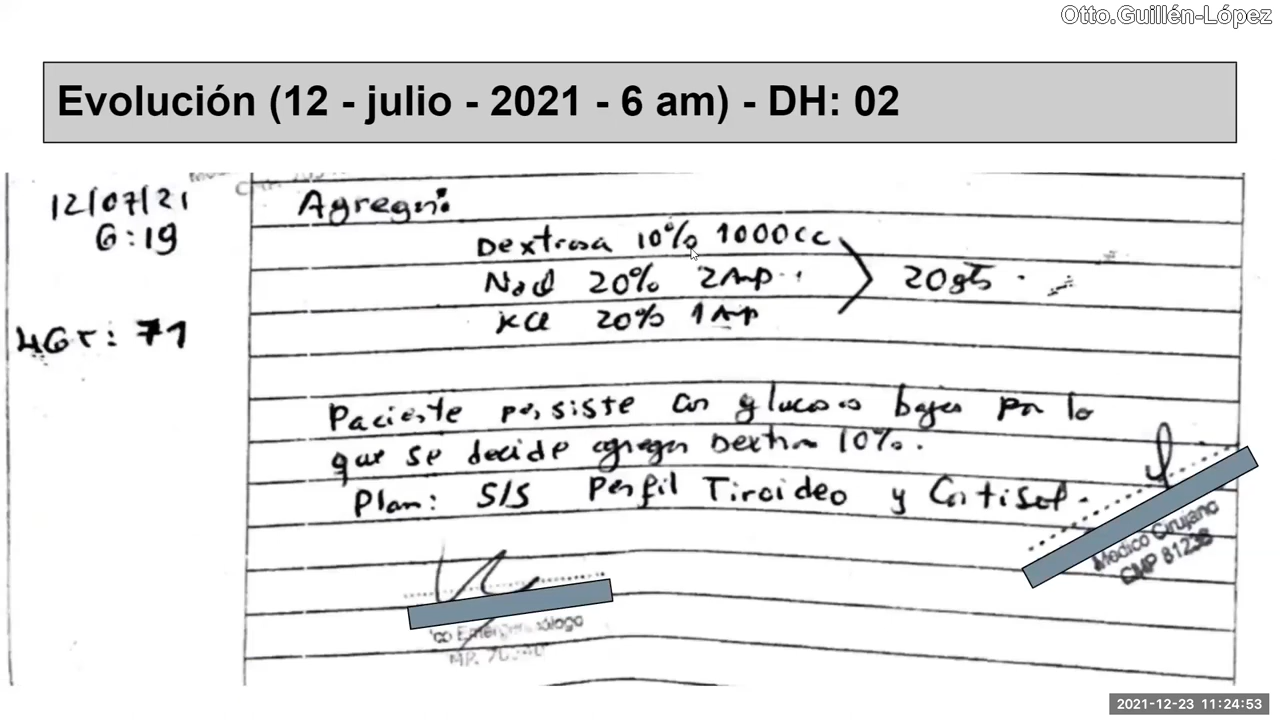 Otto.Guillén-López
Evolución (12 - julio - 2021 - 6 am) - DH: 02
12/07/21
6:19
HGT: 71
Agregar:
Dextrosa 10% 1000cc
NaCl 20% 2Amp
KCl 20% 1Amp
20gts
Paciente persiste con glucosas bajas por lo
que se decide agregar Dextrosa 10%.
Plan: S/S Perfil Tiroideo y Cortisol.
Médico Cirujano
CMP 81238
2021-12-23 11:24:53